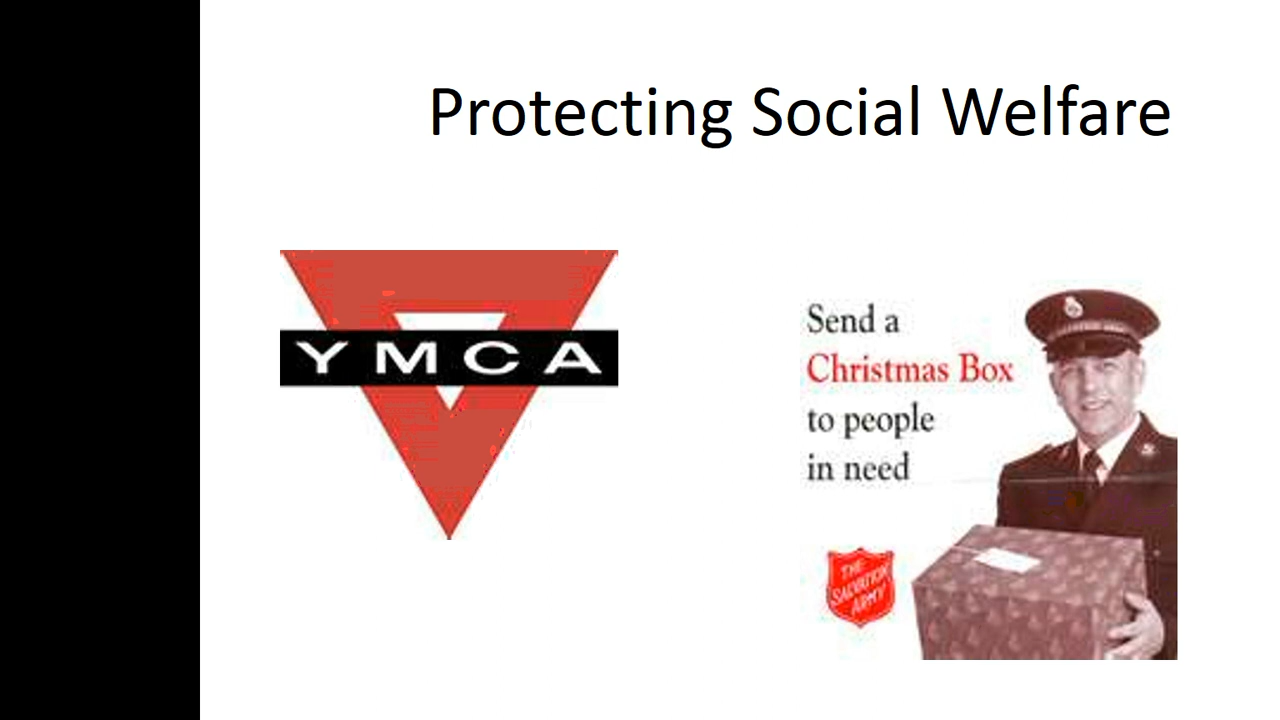 Protecting Social Welfare
YMCA
Send a
Christmas Box
to people
in need
THE
SALVATION
ARMY